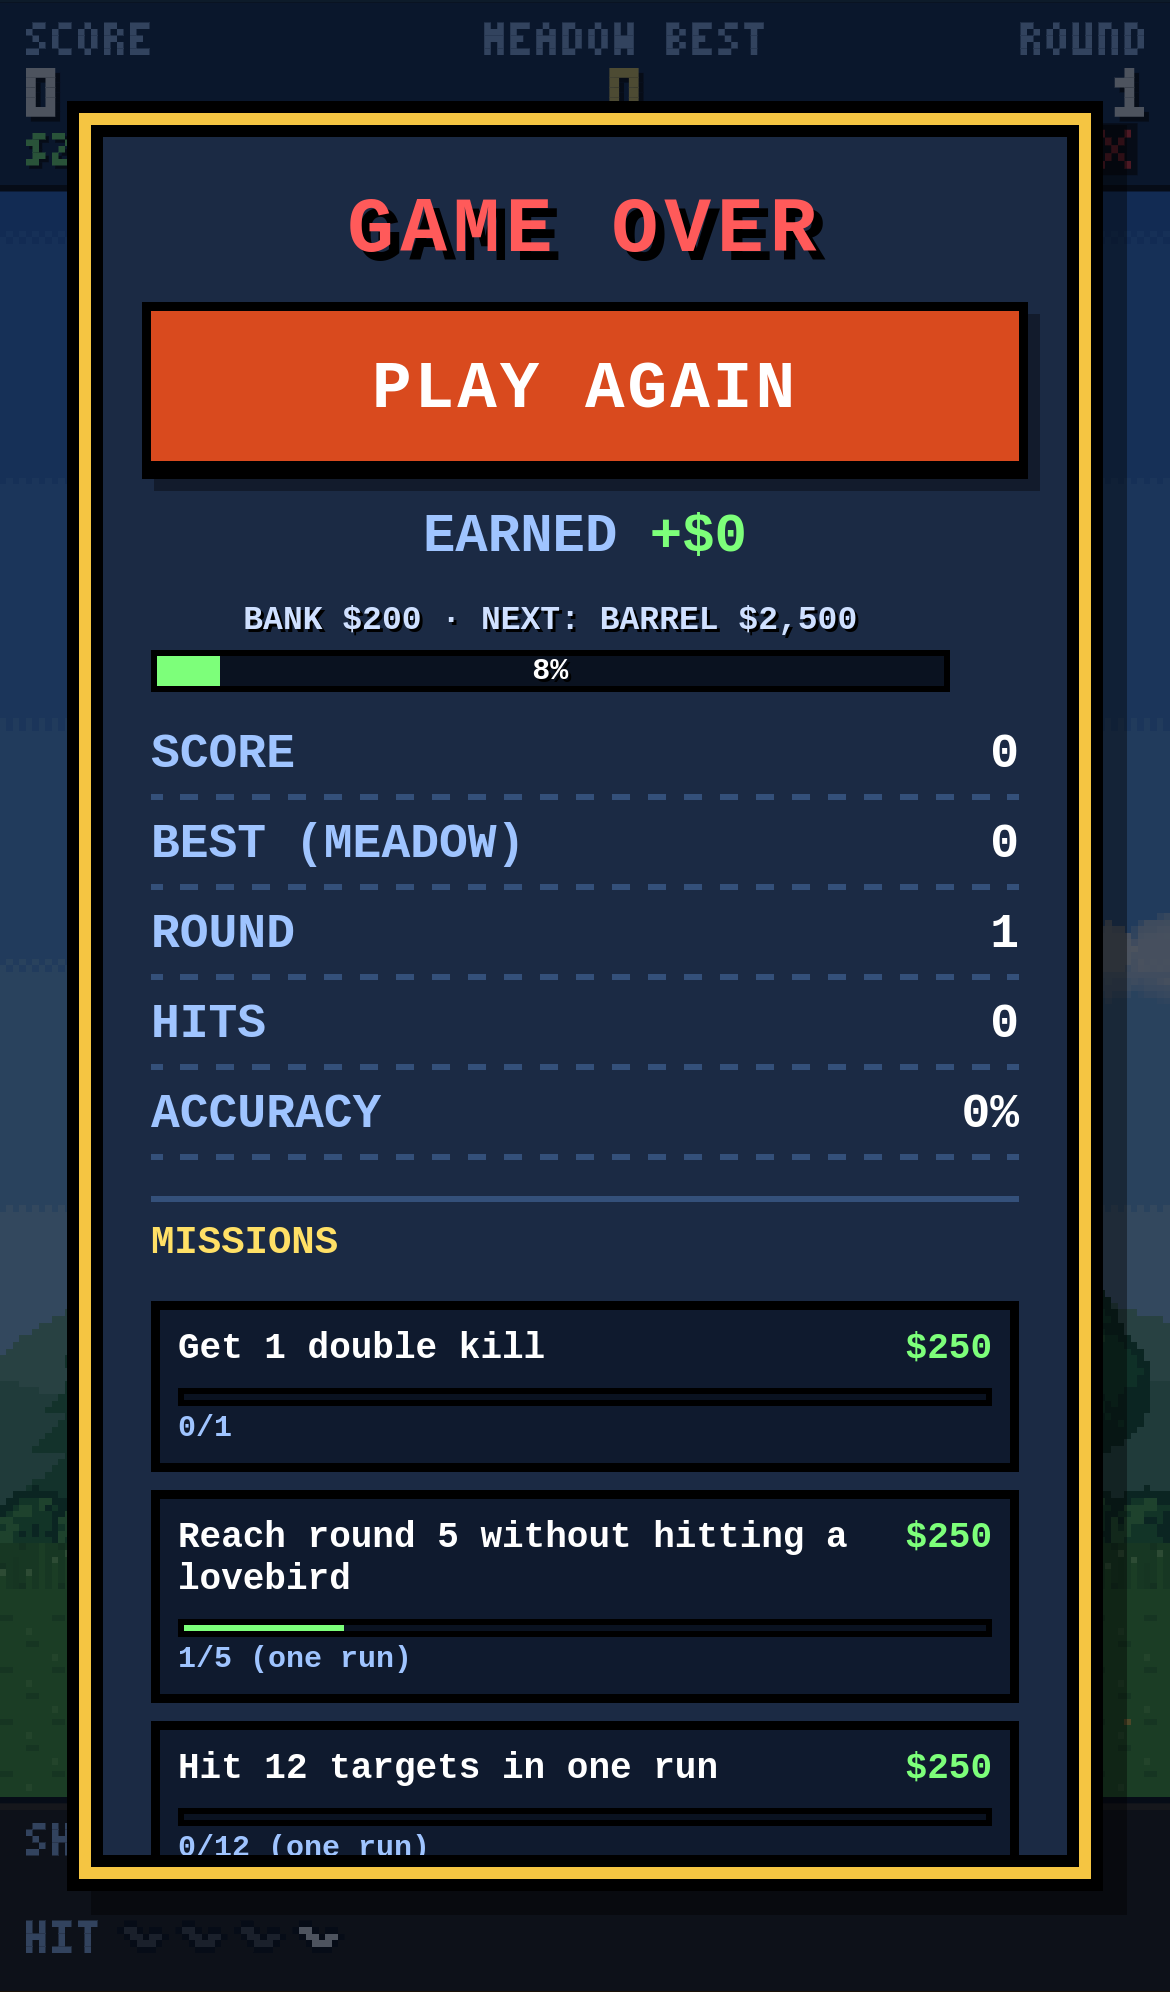 SCORE MEADOW BEST ROUND
0 0 1
GAME OVER
PLAY AGAIN
EARNED +$0
BANK $200 · NEXT: BARREL $2,500
8%
SCORE 0
BEST (MEADOW) 0
ROUND 1
HITS 0
ACCURACY 0%
MISSIONS
Get 1 double kill $250
0/1
Reach round 5 without hitting a $250
lovebird
1/5 (one run)
Hit 12 targets in one run $250
0/12 (one run)
HIT